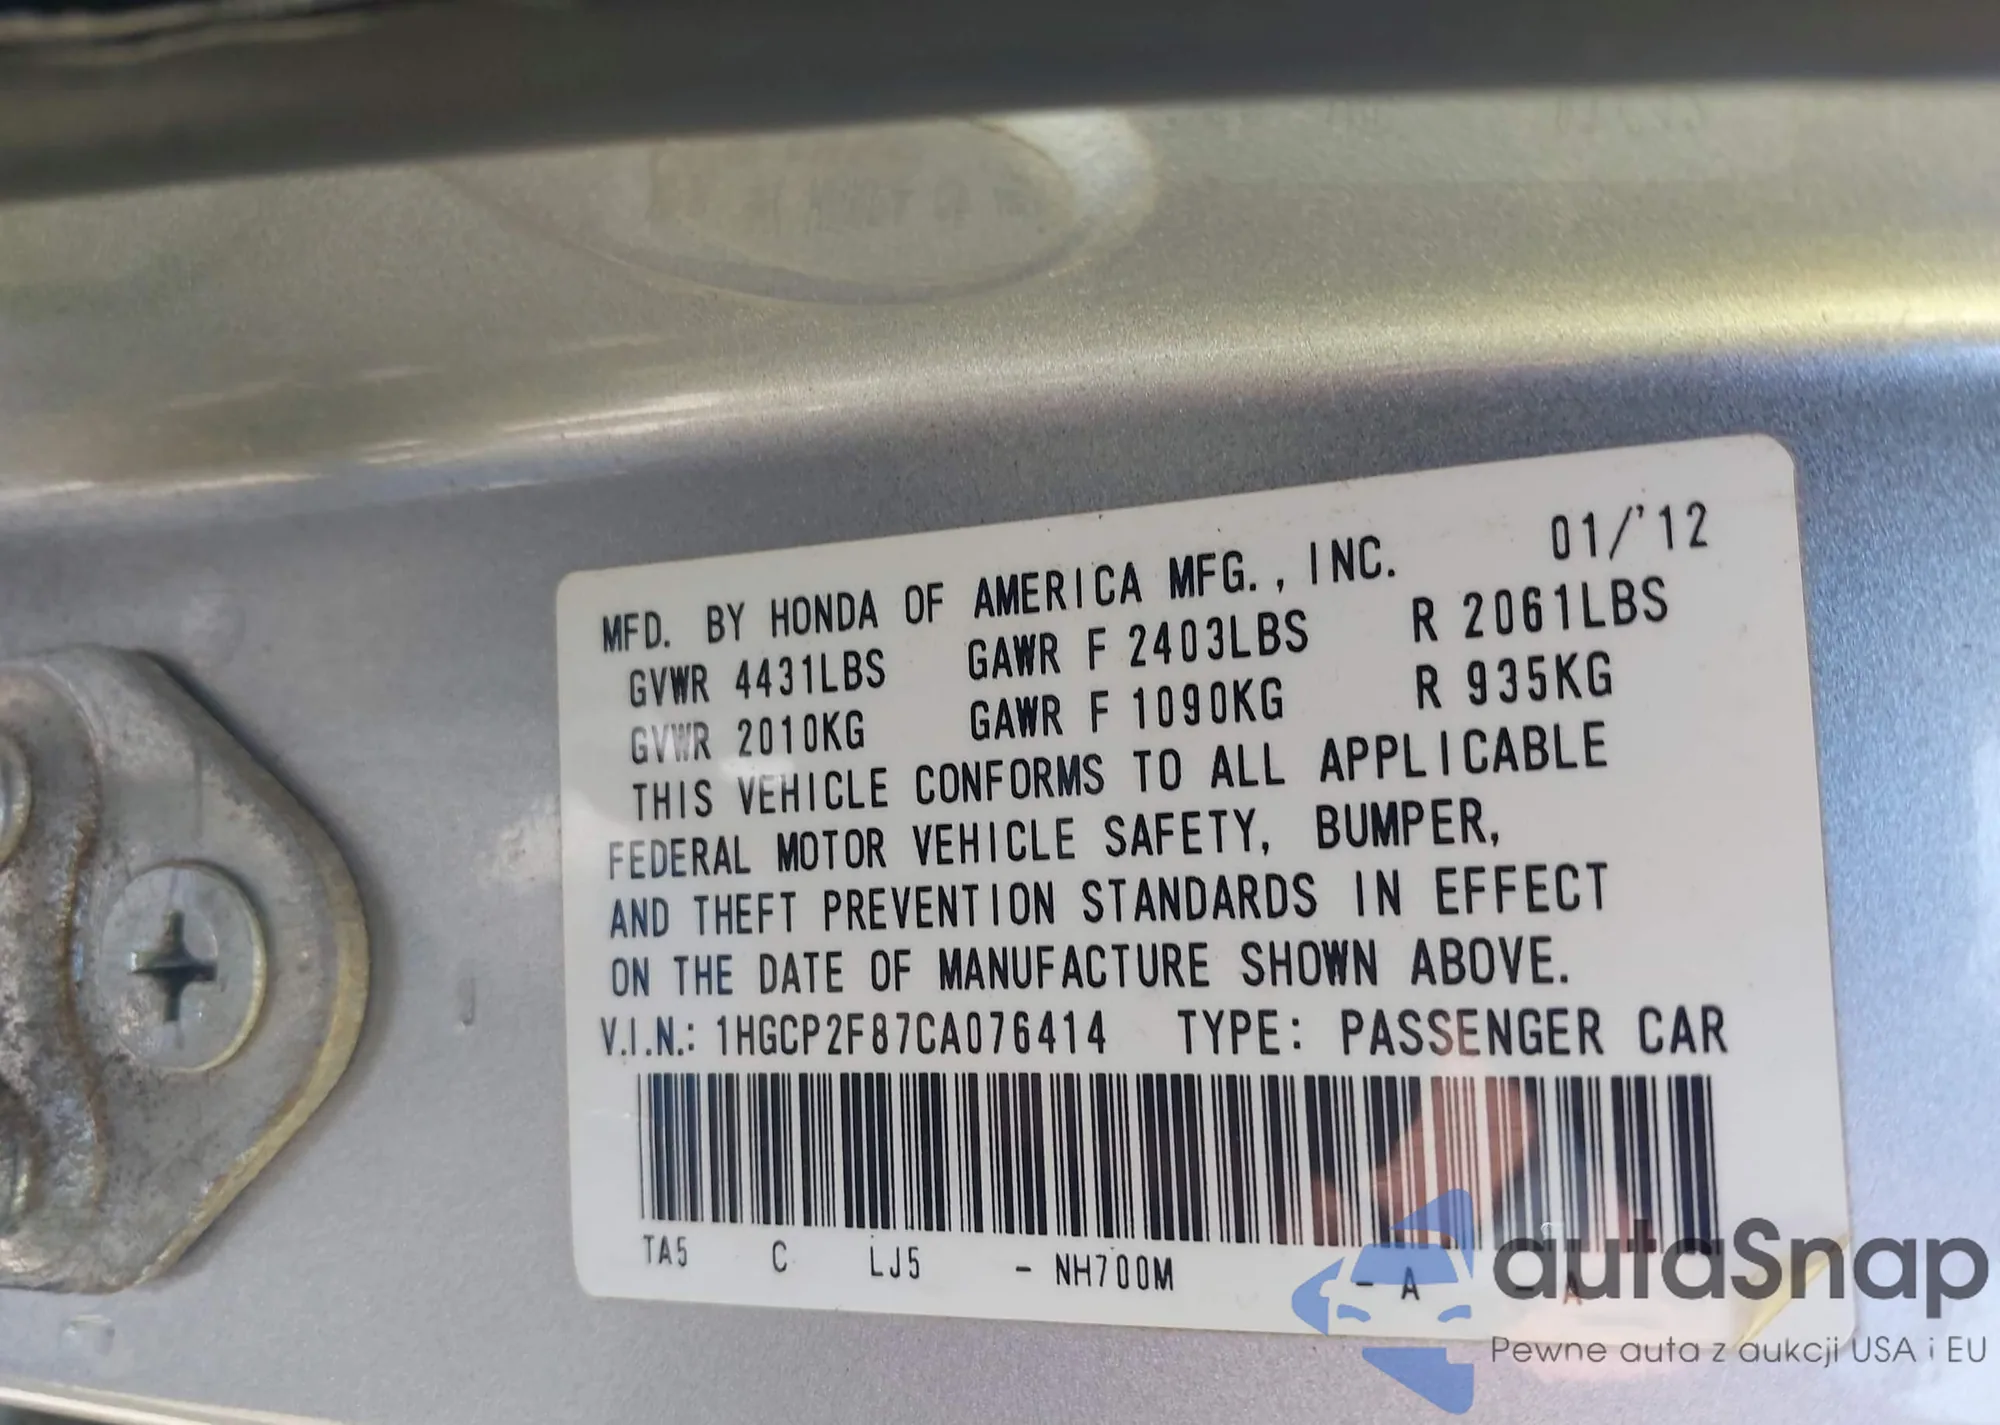 MFD. BY HONDA OF AMERICA MFG., INC. 01/'12
GVWR 4431LBS GAWR F 2403LBS R 2061LBS
GVWR 2010KG GAWR F 1090KG R 935KG
THIS VEHICLE CONFORMS TO ALL APPLICABLE
FEDERAL MOTOR VEHICLE SAFETY, BUMPER,
AND THEFT PREVENTION STANDARDS IN EFFECT
ON THE DATE OF MANUFACTURE SHOWN ABOVE.
V.I.N.: 1HGCP2F87CA076414 TYPE: PASSENGER CAR
TA5 C LJ5 - NH700M - A - A
autaSnap
Pewne auta z aukcji USA i EU